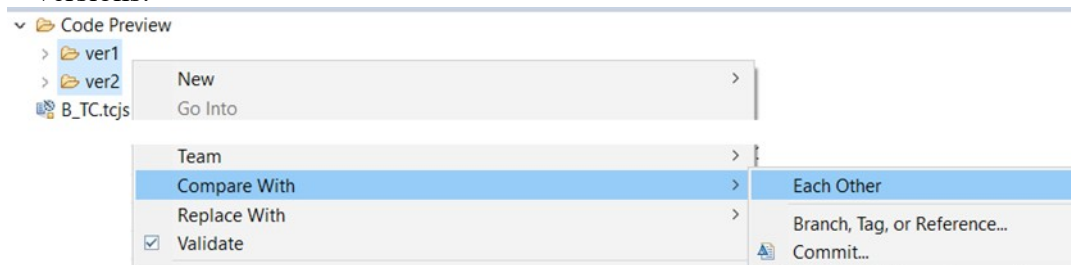 Code Preview
ver1
ver2
B_TC.tcjs
New
Go Into
Team
Compare With
Replace With
Validate
Each Other
Branch, Tag, or Reference...
Commit...